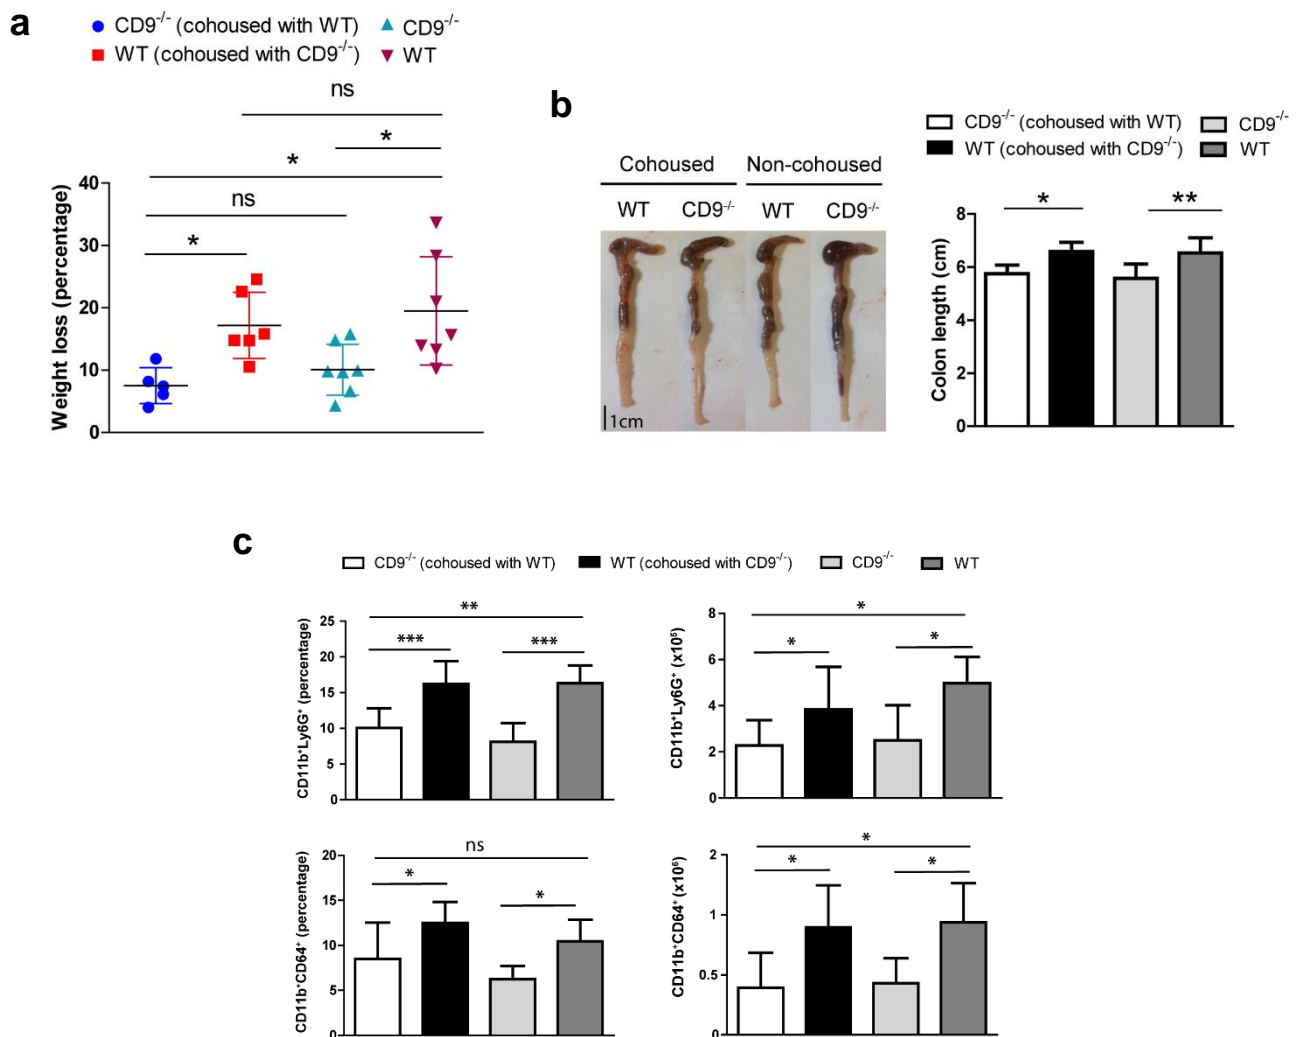 a
CD9⁻/⁻ (cohoused with WT)
CD9⁻/⁻
WT (cohoused with CD9⁻/⁻)
WT
ns
*
*
ns
*
Weight loss (percentage)
40
30
20
10
0
b
Cohoused
Non-cohoused
WT
CD9⁻/⁻
WT
CD9⁻/⁻
1cm
CD9⁻/⁻ (cohoused with WT)
CD9⁻/⁻
WT (cohoused with CD9⁻/⁻)
WT
*
**
Colon length (cm)
8
6
4
2
0
c
CD9⁻/⁻ (cohoused with WT)
WT (cohoused with CD9⁻/⁻)
CD9⁻/⁻
WT
**
***
***
CD11b⁺Ly6G⁺ (percentage)
25
20
15
10
5
0
*
*
*
CD11b⁺Ly6G⁺ (x10⁵)
8
6
4
2
0
ns
*
*
CD11b⁺CD64⁺ (percentage)
20
15
10
5
0
*
*
*
CD11b⁺CD64⁺ (x10⁶)
2
1
0.5
0